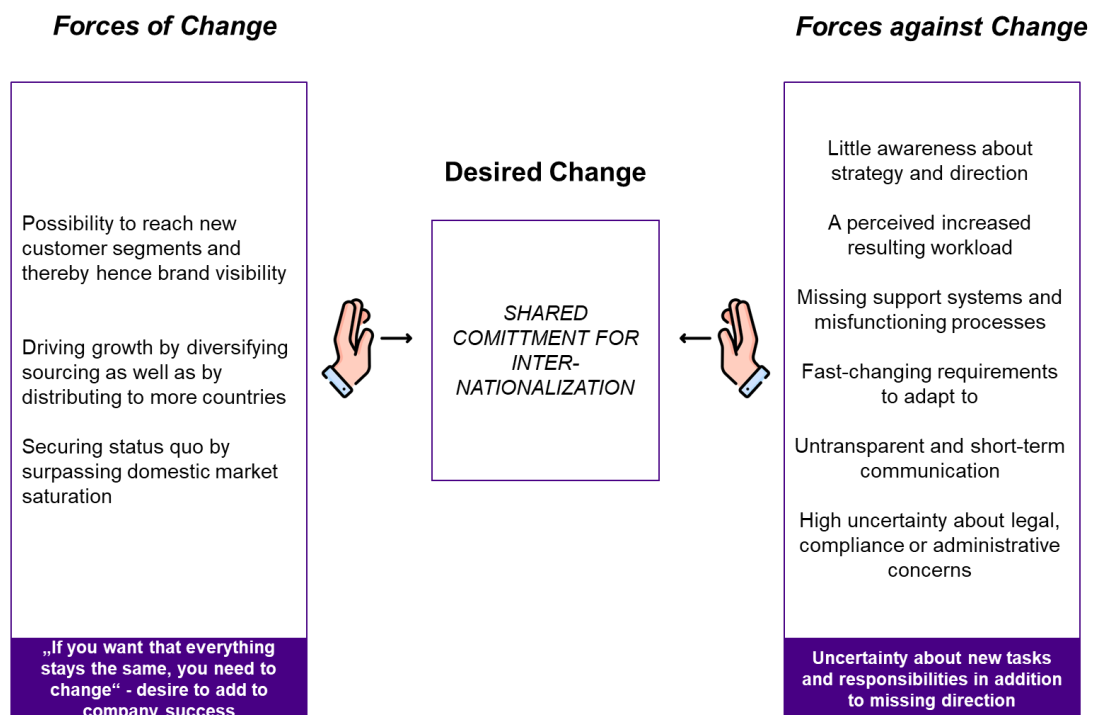 Forces of Change
Forces against Change
Possibility to reach new
customer segments and
thereby hence brand visibility
Driving growth by diversifying
sourcing as well as by
distributing to more countries
Securing status quo by
surpassing domestic market
saturation
„If you want that everything
stays the same, you need to
change“ - desire to add to
company success
Desired Change
SHARED
COMITTMENT FOR
INTER-
NATIONALIZATION
Little awareness about
strategy and direction
A perceived increased
resulting workload
Missing support systems and
misfunctioning processes
Fast-changing requirements
to adapt to
Untransparent and short-term
communication
High uncertainty about legal,
compliance or administrative
concerns
Uncertainty about new tasks
and responsibilities in addition
to missing direction